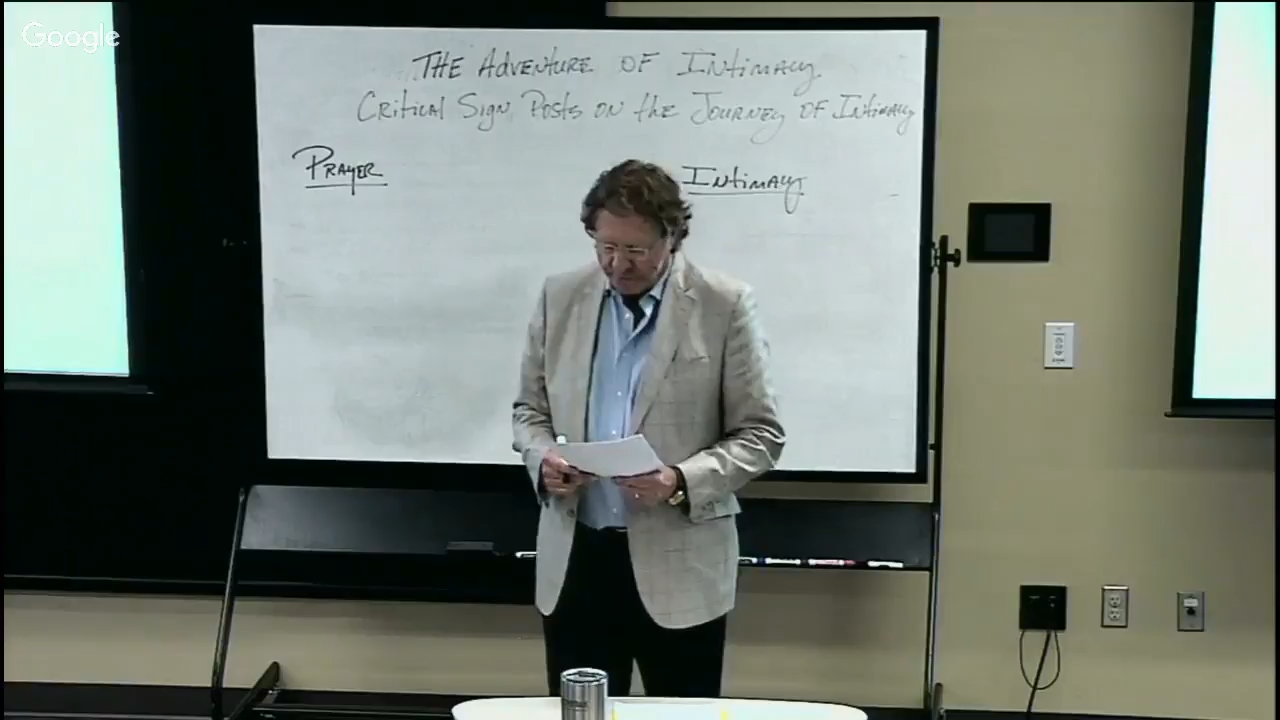 Google
THE ADVENTURE OF INTIMACY
CRITICAL SIGN POSTS ON the JOURNEY OF INTIMACY
PRAYER
INTIMACY